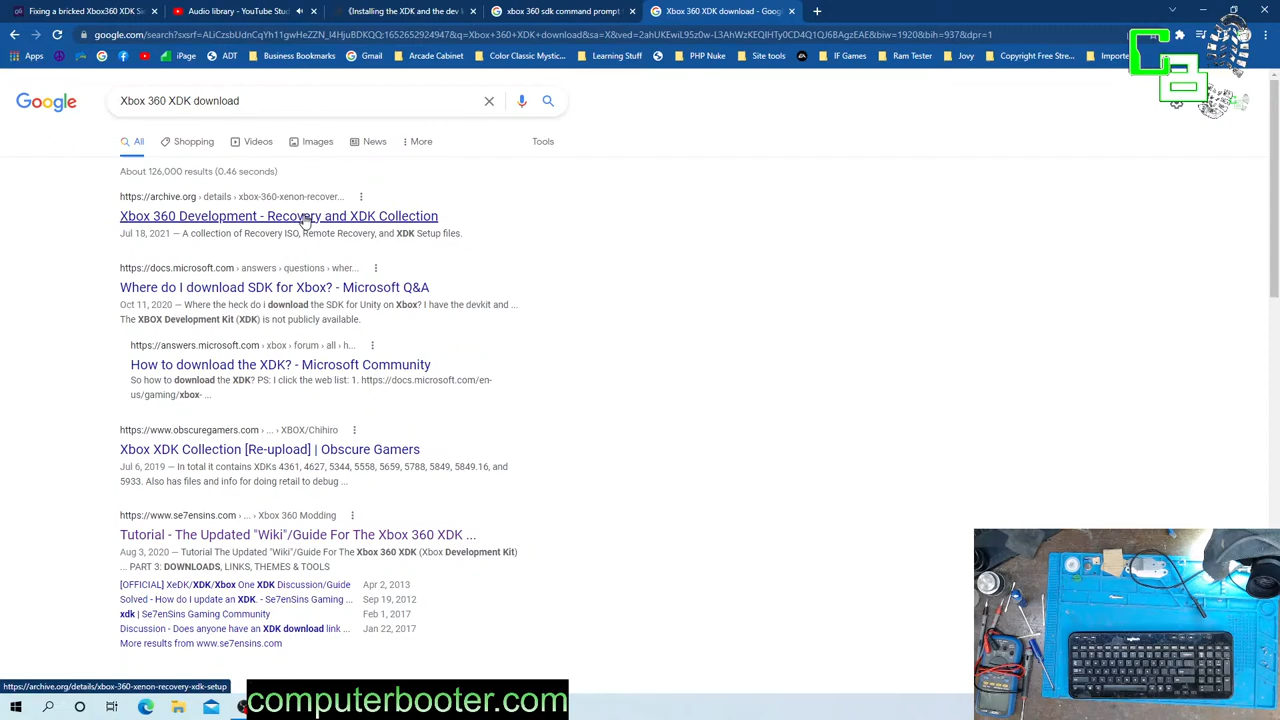 Fixing a bricked Xbox 360 XDK
Audio Library - YouTube Stud
(Installing the XDK and the dev k
xbox 360 sdk command prompt
Xbox 360 XDK download - Goo
google.com/search?sxsrf=ALiCzsbUdnCqYh11gwHeZZN_l4HjuBDKQQ:1652652924947&q=Xbox+360+XDK+download&sa=X&ved=2ahUKEwiL95z0w-L3AhWzKEQIHTy0CD4Q1QJ6BAgzEAE&biw=1920&bih=937&dpr=1
Apps
iPage
ADT
Business Bookmarks
Gmail
Arcade Cabinet
Color Classic Mystic...
Learning Stuff
PHP Nuke
Site tools
IF Games
Ram Tester
Jovy
Copyright Free Stre...
Importe
CB
Google
Xbox 360 XDK download
All
Shopping
Videos
Images
News
More
Tools
About 126,000 results (0.46 seconds)
https://archive.org › details › xbox-360-xenon-recover...
Xbox 360 Development - Recovery and XDK Collection
Jul 18, 2021 — A collection of Recovery ISO, Remote Recovery, and XDK Setup files.
https://docs.microsoft.com › answers › questions › wher...
Where do I download SDK for Xbox? - Microsoft Q&A
Oct 11, 2020 — Where the heck do i download the SDK for Unity on Xbox? I have the devkit and ...
The XBOX Development Kit (XDK) is not publicly available.
https://answers.microsoft.com › xbox › forum › all › h...
How to download the XDK? - Microsoft Community
So how to download the XDK? PS: I click the web list: 1. https://docs.microsoft.com/en-
us/gaming/xbox- ...
https://www.obscuregamers.com › ... › XBOX/Chihiro
Xbox XDK Collection [Re-upload] | Obscure Gamers
Jul 6, 2019 — In total it contains XDKs 4361, 4627, 5344, 5558, 5659, 5788, 5849, 5849.16, and
5933. Also has files and info for doing retail to debug ...
https://www.se7ensins.com › ... › Xbox 360 Modding
Tutorial - The Updated "Wiki"/Guide For The Xbox 360 XDK ...
Aug 3, 2020 — Tutorial The Updated "Wiki"/Guide For The Xbox 360 XDK (Xbox Development Kit)
... PART 3: DOWNLOADS, LINKS, THEMES & TOOLS
[OFFICIAL] XeDK/XDK/Xbox One XDK Discussion/Guide Apr 2, 2013
Solved - How do I update an XDK. - Se7enSins Gaming ... Sep 19, 2012
xdk | Se7enSins Gaming Community Feb 1, 2017
Discussion - Does anyone have an XDK download link ... Jan 22, 2017
More results from www.se7ensins.com
https://archive.org/details/xbox-360-xenon-recovery-xdk-setup
computerbooter.com
logitech